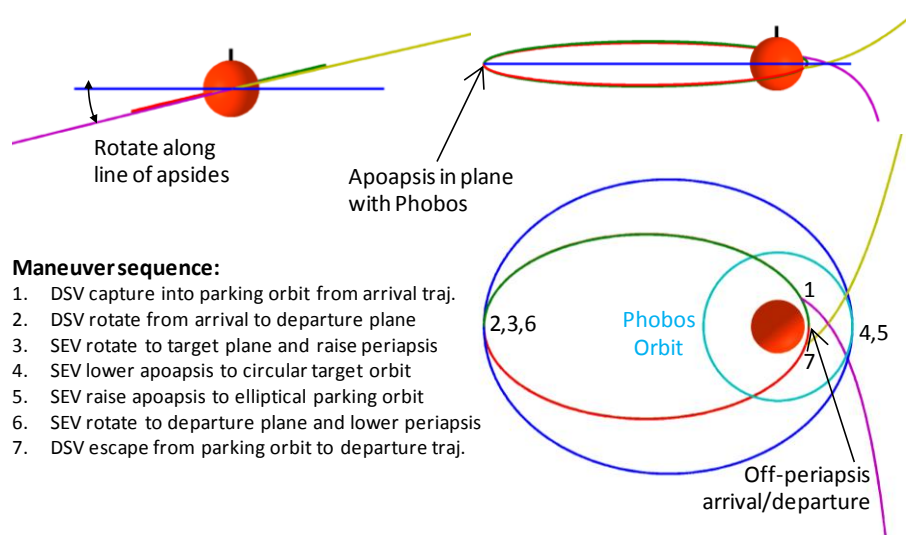 Rotate along
line of apsides
Apoapsis in plane
with Phobos
Maneuver sequence:
1. DSV capture into parking orbit from arrival traj.
2. DSV rotate from arrival to departure plane
3. SEV rotate to target plane and raise periapsis
4. SEV lower apoapsis to circular target orbit
5. SEV raise apoapsis to elliptical parking orbit
6. SEV rotate to departure plane and lower periapsis
7. DSV escape from parking orbit to departure traj.
1
2,3,6
Phobos
Orbit
4,5
7
Off-periapsis
arrival/departure